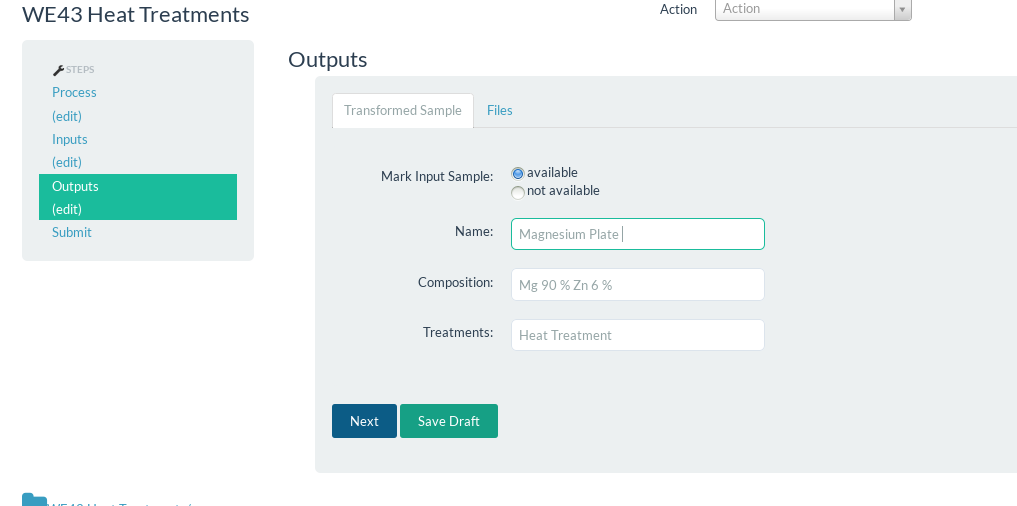 WE43 Heat Treatments
Action
Action
STEPS
Process
(edit)
Inputs
(edit)
Outputs
(edit)
Submit
Outputs
Transformed Sample
Files
Mark Input Sample:
available
not available
Name:
Magnesium Plate
Composition:
Mg 90 % Zn 6 %
Treatments:
Heat Treatment
Next
Save Draft